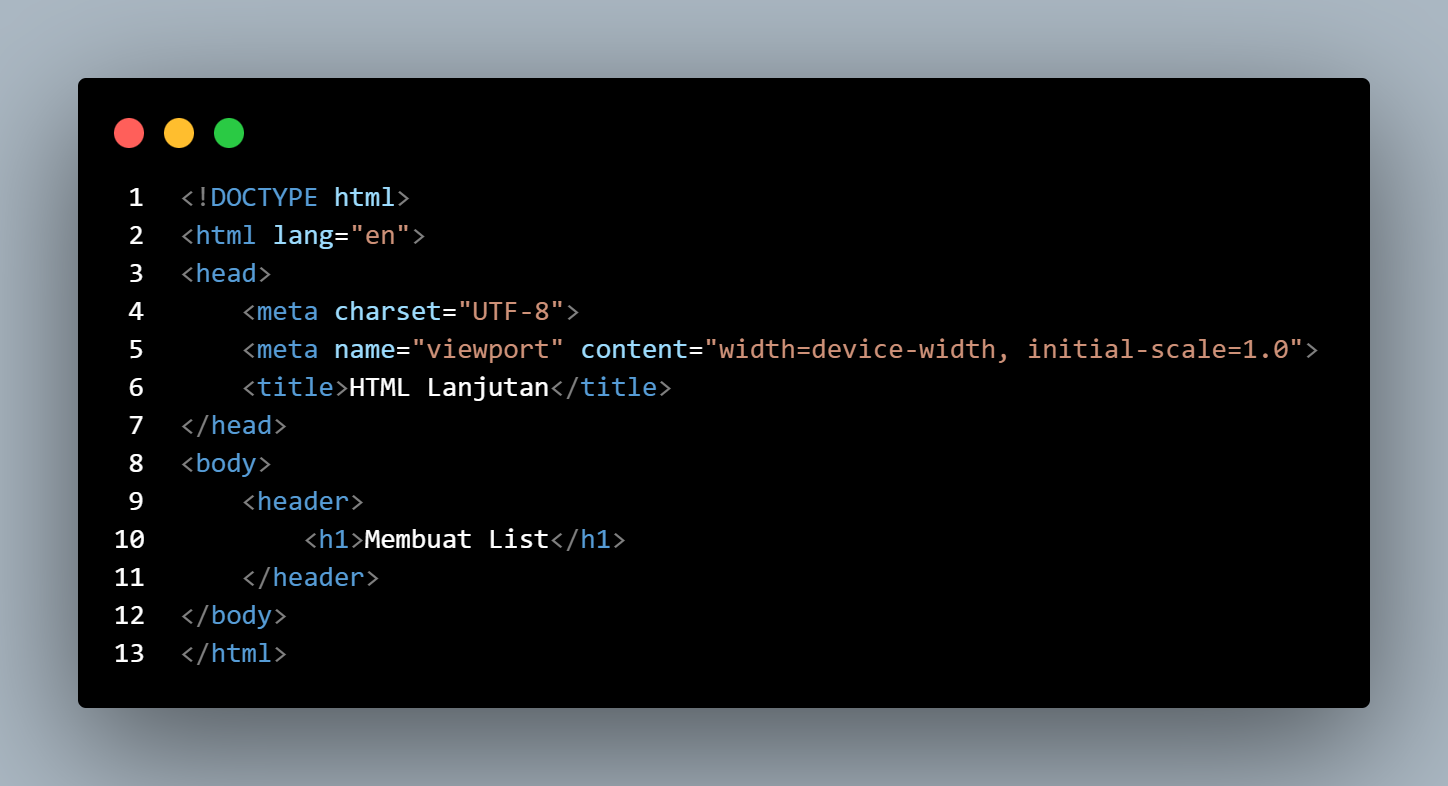 1 <!DOCTYPE html>
2 <html lang="en">
3 <head>
4     <meta charset="UTF-8">
5     <meta name="viewport" content="width=device-width, initial-scale=1.0">
6     <title>HTML Lanjutan</title>
7 </head>
8 <body>
9     <header>
10         <h1>Membuat List</h1>
11     </header>
12 </body>
13 </html>